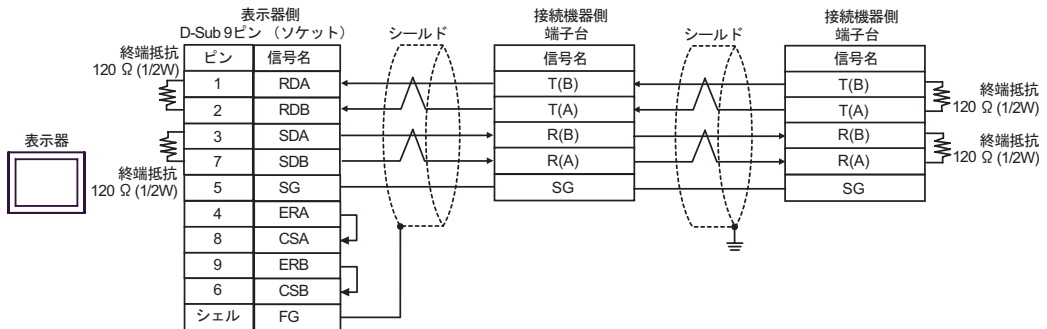 表示器側
D-Sub 9ピン （ソケット）
接続機器側
端子台
接続機器側
端子台
シールド
シールド
終端抵抗
120 Ω (1/2W)
ピン 信号名
1 RDA
2 RDB
3 SDA
7 SDB
5 SG
4 ERA
8 CSA
9 ERB
6 CSB
シェル FG
終端抵抗
120 Ω (1/2W)
表示器
信号名
T(B)
T(A)
R(B)
R(A)
SG
信号名
T(B)
T(A)
R(B)
R(A)
SG
終端抵抗
120 Ω (1/2W)
終端抵抗
120 Ω (1/2W)